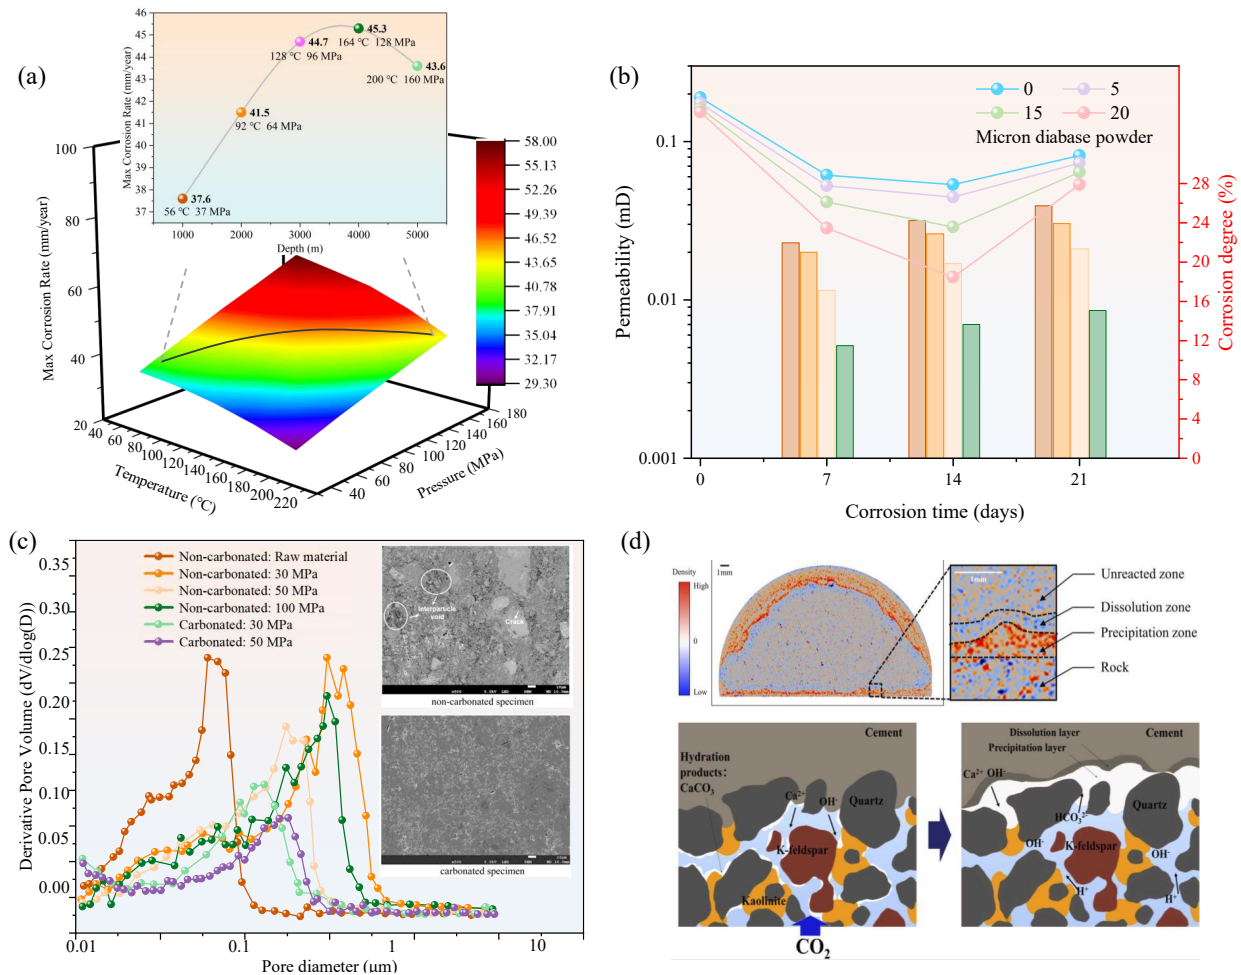 (a)
Max Corrosion Rate (mm/year)
46
45
44
43
42
41
40
39
38
37
45.3
44.7
164 ℃ 128 MPa
128 ℃ 96 MPa
43.6
200 ℃ 160 MPa
41.5
92 ℃ 64 MPa
37.6
56 ℃ 37 MPa
1000 2000 3000 4000 5000
Depth (m)
Max Corrosion Rate (mm/year)
100
80
60
40
20
58.00
55.13
52.26
49.39
46.52
43.65
40.78
37.91
35.04
32.17
29.30
40 60 80 100 120 140 160 180 200 220
Temperature (℃)
40 60 80 100 120 140 160 180
Pressure (MPa)
(b)
0 5
15 20
Micron diabase powder
Permeability (mD)
0.1
0.01
0.001
0 7 14 21
Corrosion time (days)
28
24
20
16
12
8
4
0
Corrosion degree (%)
(c)
Derivative Pore Volume (dV/dlog(D))
0.35
0.30
0.25
0.20
0.15
0.10
0.05
0.00
Non-carbonated: Raw material
Non-carbonated: 30 MPa
Non-carbonated: 50 MPa
Non-carbonated: 100 MPa
Carbonated: 30 MPa
Carbonated: 50 MPa
Interparticle
void
Crack
non-carbonated specimen
carbonated specimen
0.01 0.1 1 10
Pore diameter (μm)
(d)
Density
High
0
Low
1mm
1mm
Unreacted zone
Dissolution zone
Precipitation zone
Rock
Cement
Hydration
products:
CaCO3
Ca2+
OH-
Quartz
K-feldspar
Kaolinite
CO2
Dissolution layer
Precipitation layer
Cement
Ca2+ OH-
Quartz
HCO32-
OH-
K-feldspar
OH-
H+
H+